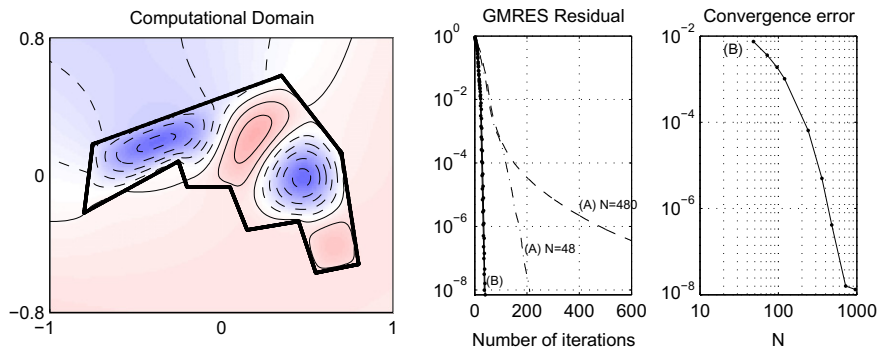 Computational Domain
0.8
0
−0.8
−1
0
1
GMRES Residual
10^0
10^−2
10^−4
10^−6
10^−8
0
200
400
600
(A) N=480
(A) N=48
(B)
Number of iterations
Convergence error
10^−2
10^−4
10^−6
10^−8
10
100
1000
(B)
N